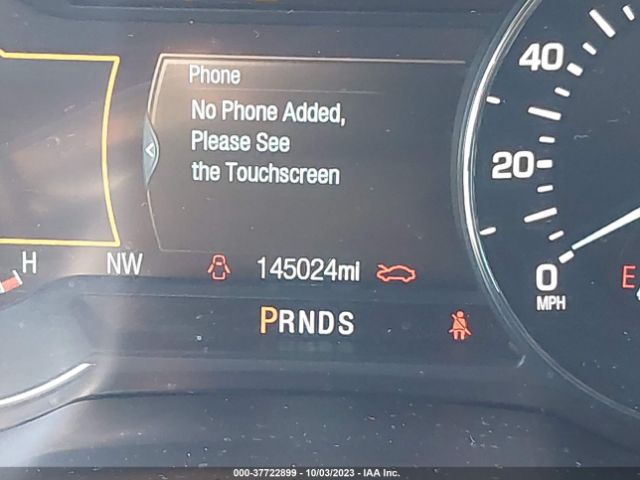 Phone
No Phone Added,
Please See
the Touchscreen
40
20
0
MPH
H
NW
145024mi
E
PRNDS
000-37722899 - 10/03/2023 - IAA Inc.